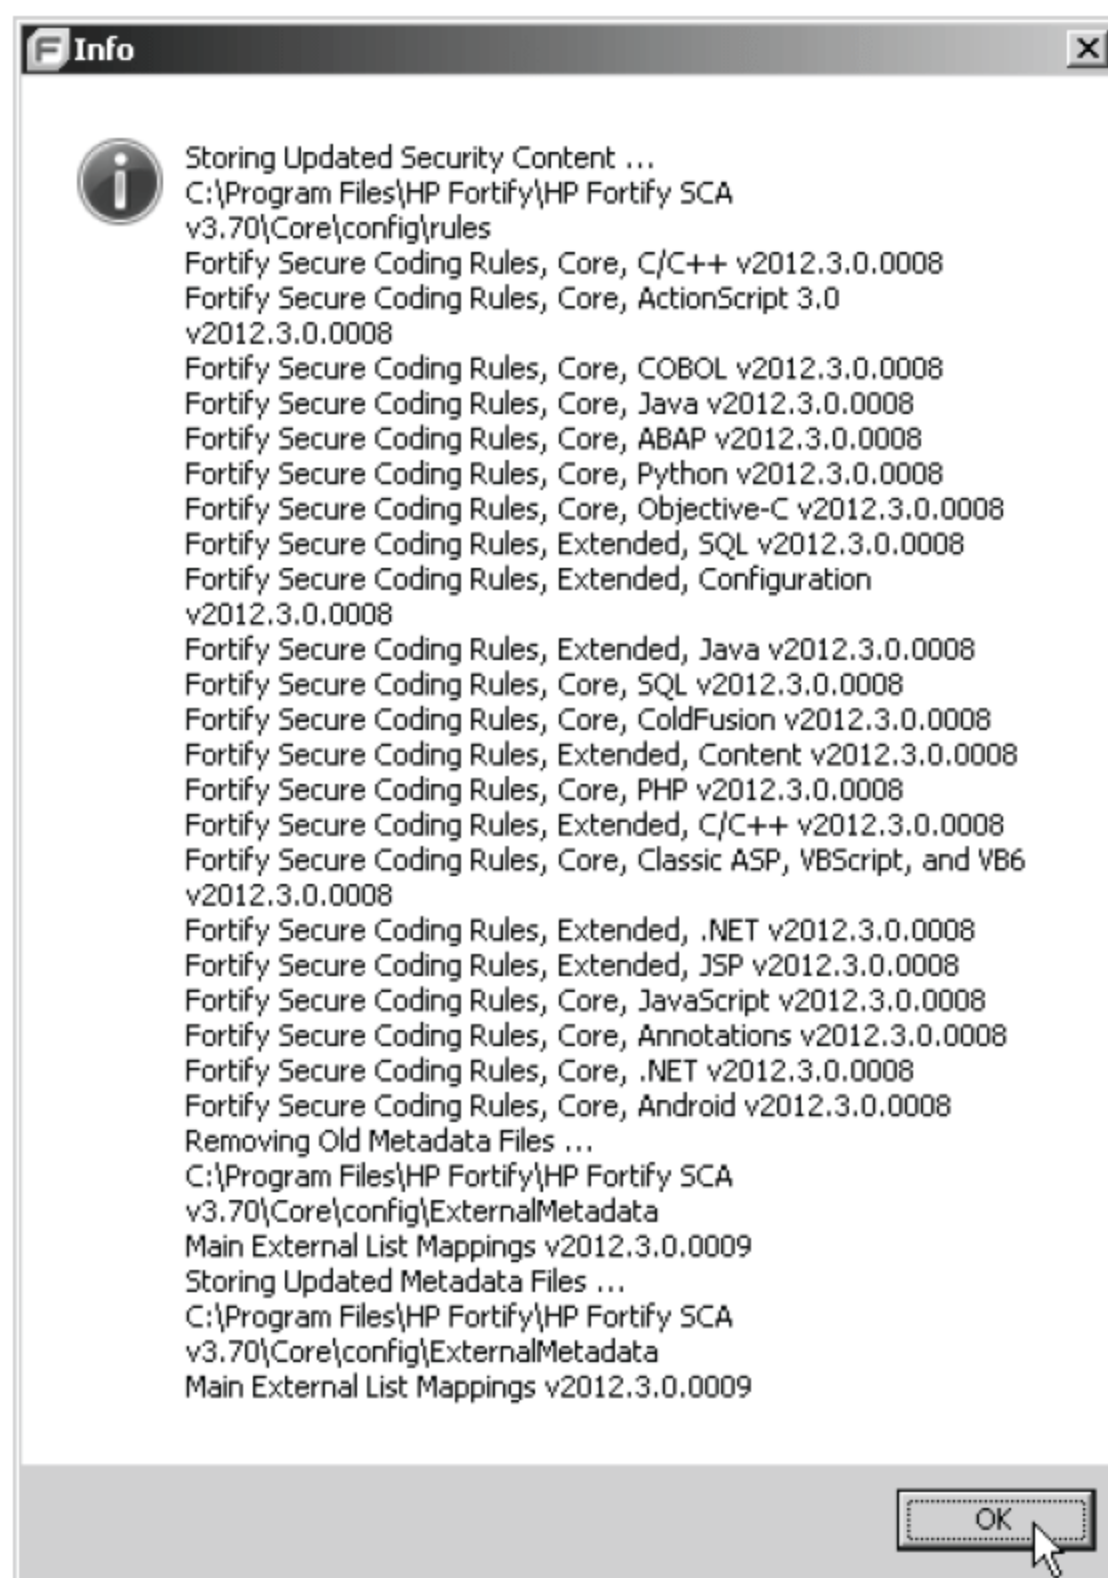 Info
Storing Updated Security Content ...
C:\Program Files\HP Fortify\HP Fortify SCA
v3.70\Core\config\rules
Fortify Secure Coding Rules, Core, C/C++ v2012.3.0.0008
Fortify Secure Coding Rules, Core, ActionScript 3.0
v2012.3.0.0008
Fortify Secure Coding Rules, Core, COBOL v2012.3.0.0008
Fortify Secure Coding Rules, Core, Java v2012.3.0.0008
Fortify Secure Coding Rules, Core, ABAP v2012.3.0.0008
Fortify Secure Coding Rules, Core, Python v2012.3.0.0008
Fortify Secure Coding Rules, Core, Objective-C v2012.3.0.0008
Fortify Secure Coding Rules, Extended, SQL v2012.3.0.0008
Fortify Secure Coding Rules, Extended, Configuration
v2012.3.0.0008
Fortify Secure Coding Rules, Extended, Java v2012.3.0.0008
Fortify Secure Coding Rules, Core, SQL v2012.3.0.0008
Fortify Secure Coding Rules, Core, ColdFusion v2012.3.0.0008
Fortify Secure Coding Rules, Extended, Content v2012.3.0.0008
Fortify Secure Coding Rules, Core, PHP v2012.3.0.0008
Fortify Secure Coding Rules, Extended, C/C++ v2012.3.0.0008
Fortify Secure Coding Rules, Core, Classic ASP, VBScript, and VB6
v2012.3.0.0008
Fortify Secure Coding Rules, Extended, .NET v2012.3.0.0008
Fortify Secure Coding Rules, Extended, JSP v2012.3.0.0008
Fortify Secure Coding Rules, Core, JavaScript v2012.3.0.0008
Fortify Secure Coding Rules, Core, Annotations v2012.3.0.0008
Fortify Secure Coding Rules, Core, .NET v2012.3.0.0008
Fortify Secure Coding Rules, Core, Android v2012.3.0.0008
Removing Old Metadata Files ...
C:\Program Files\HP Fortify\HP Fortify SCA
v3.70\Core\config\ExternalMetadata
Main External List Mappings v2012.3.0.0009
Storing Updated Metadata Files ...
C:\Program Files\HP Fortify\HP Fortify SCA
v3.70\Core\config\ExternalMetadata
Main External List Mappings v2012.3.0.0009
OK